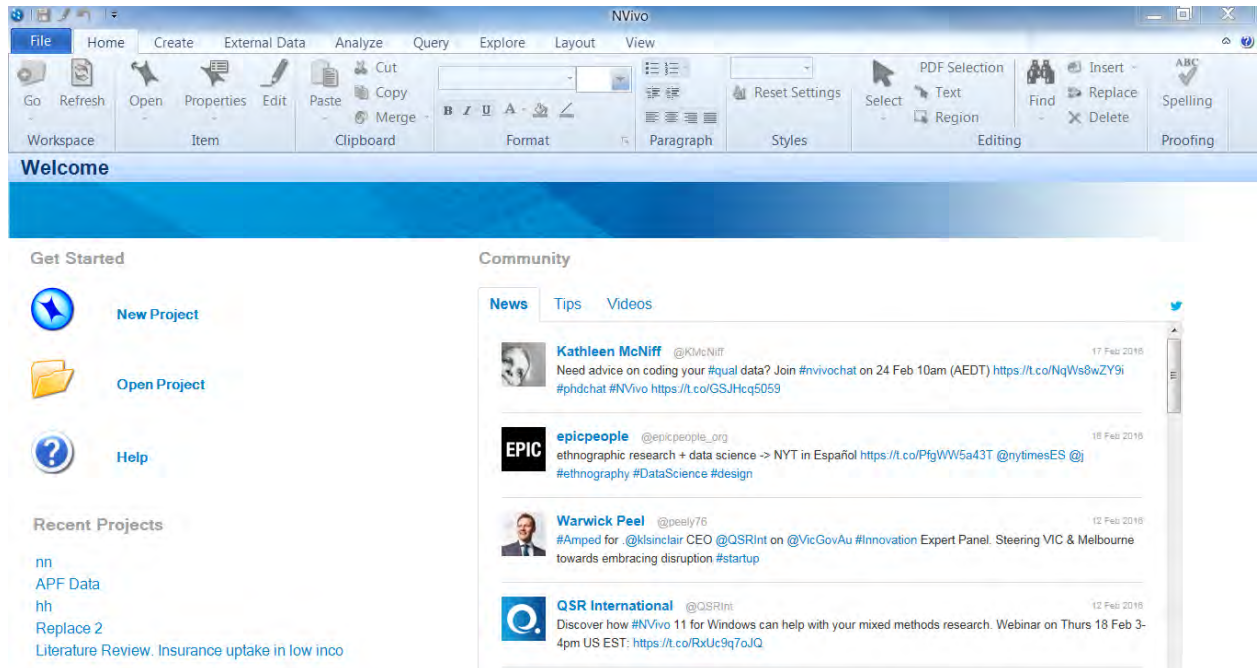 NVivo
File Home Create External Data Analyze Query Explore Layout View
Go Refresh Open Properties Edit Paste Cut Copy Merge B I U A Reset Settings Select PDF Selection Text Region Find Insert Replace Delete ABC Spelling
Workspace Item Clipboard Format Paragraph Styles Editing Proofing
Welcome
Get Started
New Project
Open Project
Help
Recent Projects
nn
APF Data
hh
Replace 2
Literature Review. Insurance uptake in low inco
Community
News Tips Videos
Kathleen McNiff @KMcNiff 17 Feb 2016
Need advice on coding your #qual data? Join #nvivochat on 24 Feb 10am (AEDT) https://t.co/NqWs8wZY9i
#phdchat #NVivo https://t.co/GSJHcq5059
EPIC
epicpeople @epicpeople_org 16 Feb 2016
ethnographic research + data science -> NYT in Español https://t.co/PfgWW5a43T @nytimesES @j
#ethnography #DataScience #design
Warwick Peel @peely76 12 Feb 2016
#Amped for .@klsinclair CEO @QSRInt on @VicGovAu #Innovation Expert Panel. Steering VIC & Melbourne
towards embracing disruption #startup
QSR International @QSRInt 12 Feb 2016
Discover how #NVivo 11 for Windows can help with your mixed methods research. Webinar on Thurs 18 Feb 3-
4pm US EST: https://t.co/RxUc9q7oJQ